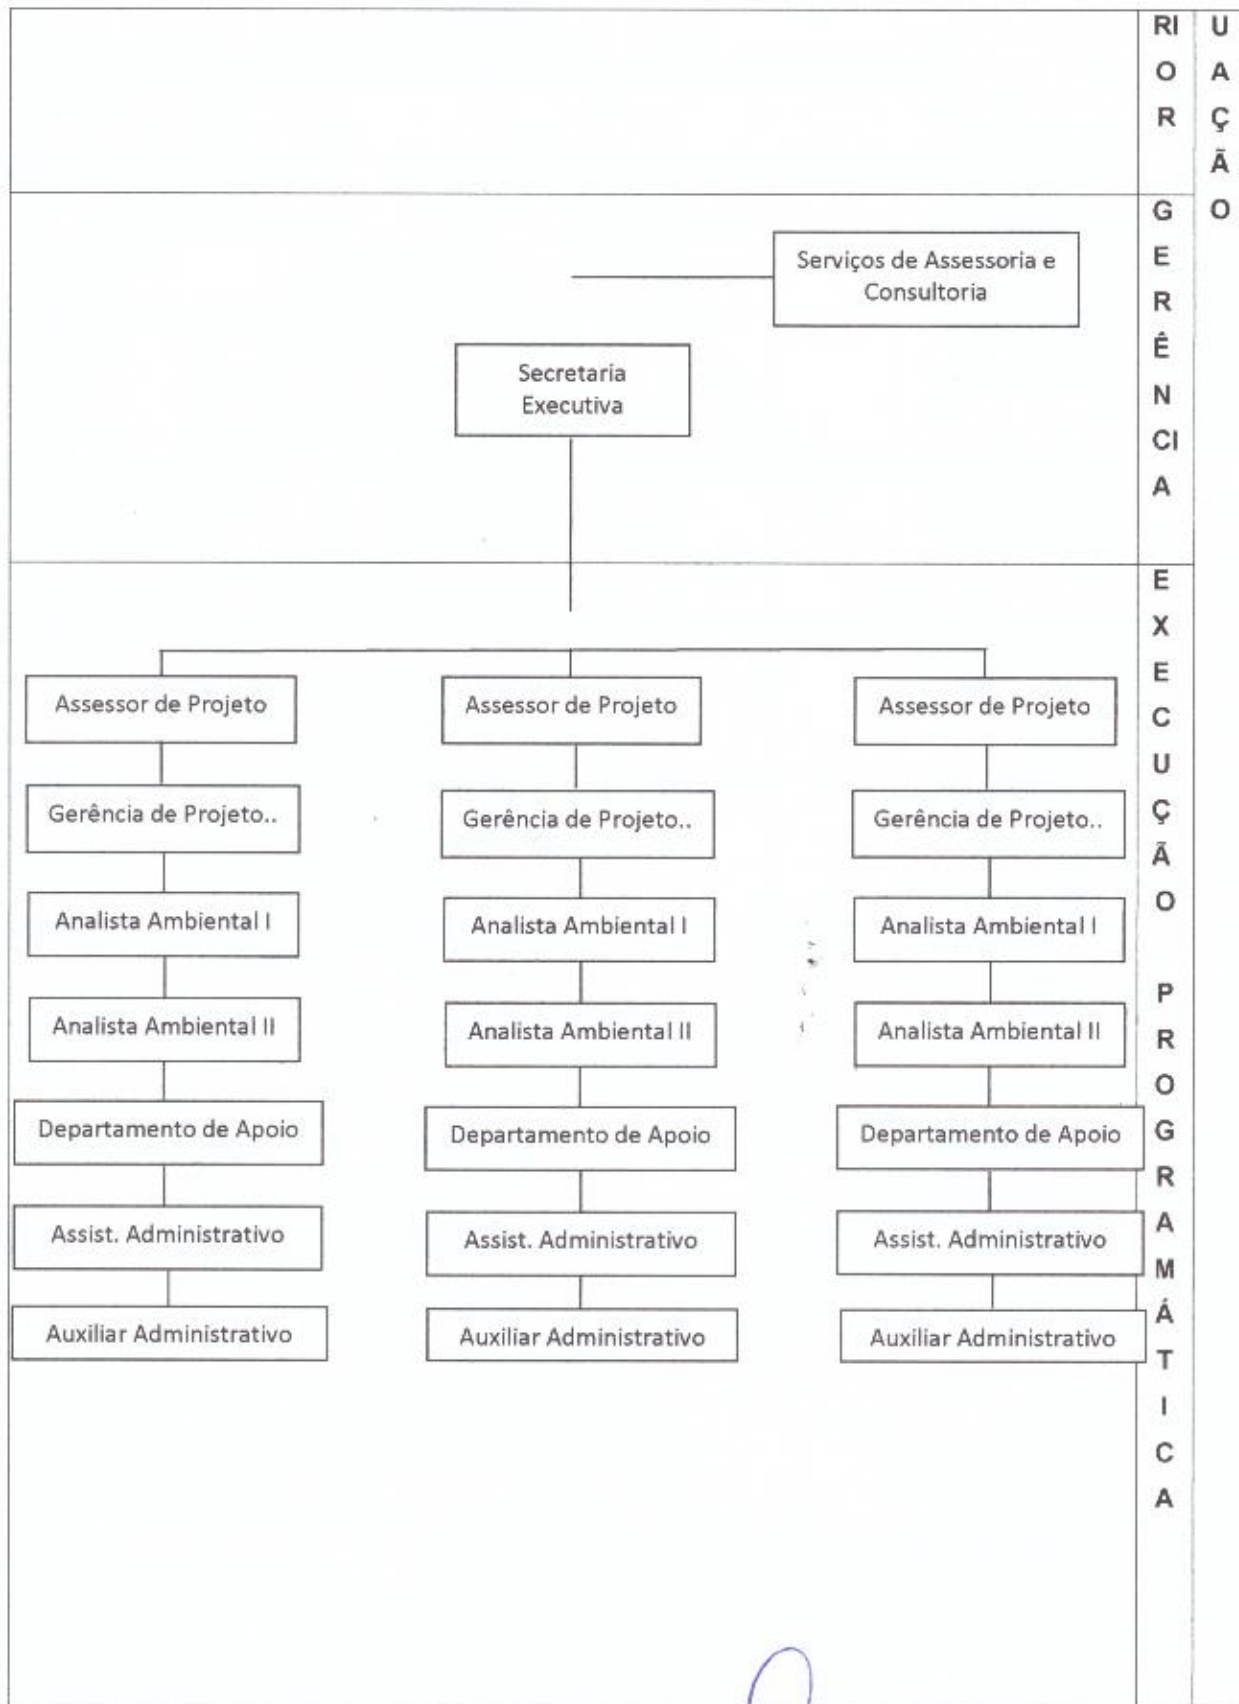 RI
O
R
U
A
Ç
Ã
O
Serviços de Assessoria e
Consultoria
Secretaria
Executiva
G
E
R
Ê
N
CI
A
Assessor de Projeto
Assessor de Projeto
Assessor de Projeto
Gerência de Projeto..
Gerência de Projeto..
Gerência de Projeto..
Analista Ambiental I
Analista Ambiental I
Analista Ambiental I
Analista Ambiental II
Analista Ambiental II
Analista Ambiental II
Departamento de Apoio
Departamento de Apoio
Departamento de Apoio
Assist. Administrativo
Assist. Administrativo
Assist. Administrativo
Auxiliar Administrativo
Auxiliar Administrativo
Auxiliar Administrativo
E
X
E
C
U
Ç
Ã
O
P
R
O
G
R
A
M
Á
T
I
C
A